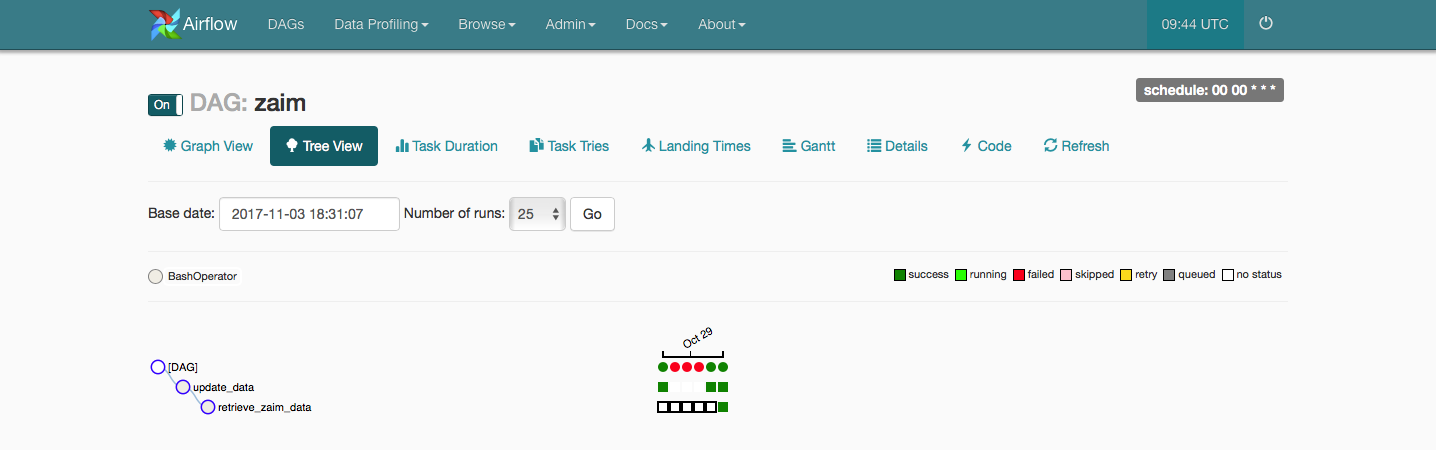 Airflow DAGs Data Profiling Browse Admin Docs About 09:44 UTC
schedule: 00 00 * * *
On DAG: zaim
Graph View Tree View Task Duration Task Tries Landing Times Gantt Details Code Refresh
Base date: 2017-11-03 18:31:07 Number of runs: 25 Go
BashOperator success running failed skipped retry queued no status
Oct 29
[DAG]
update_data
retrieve_zaim_data